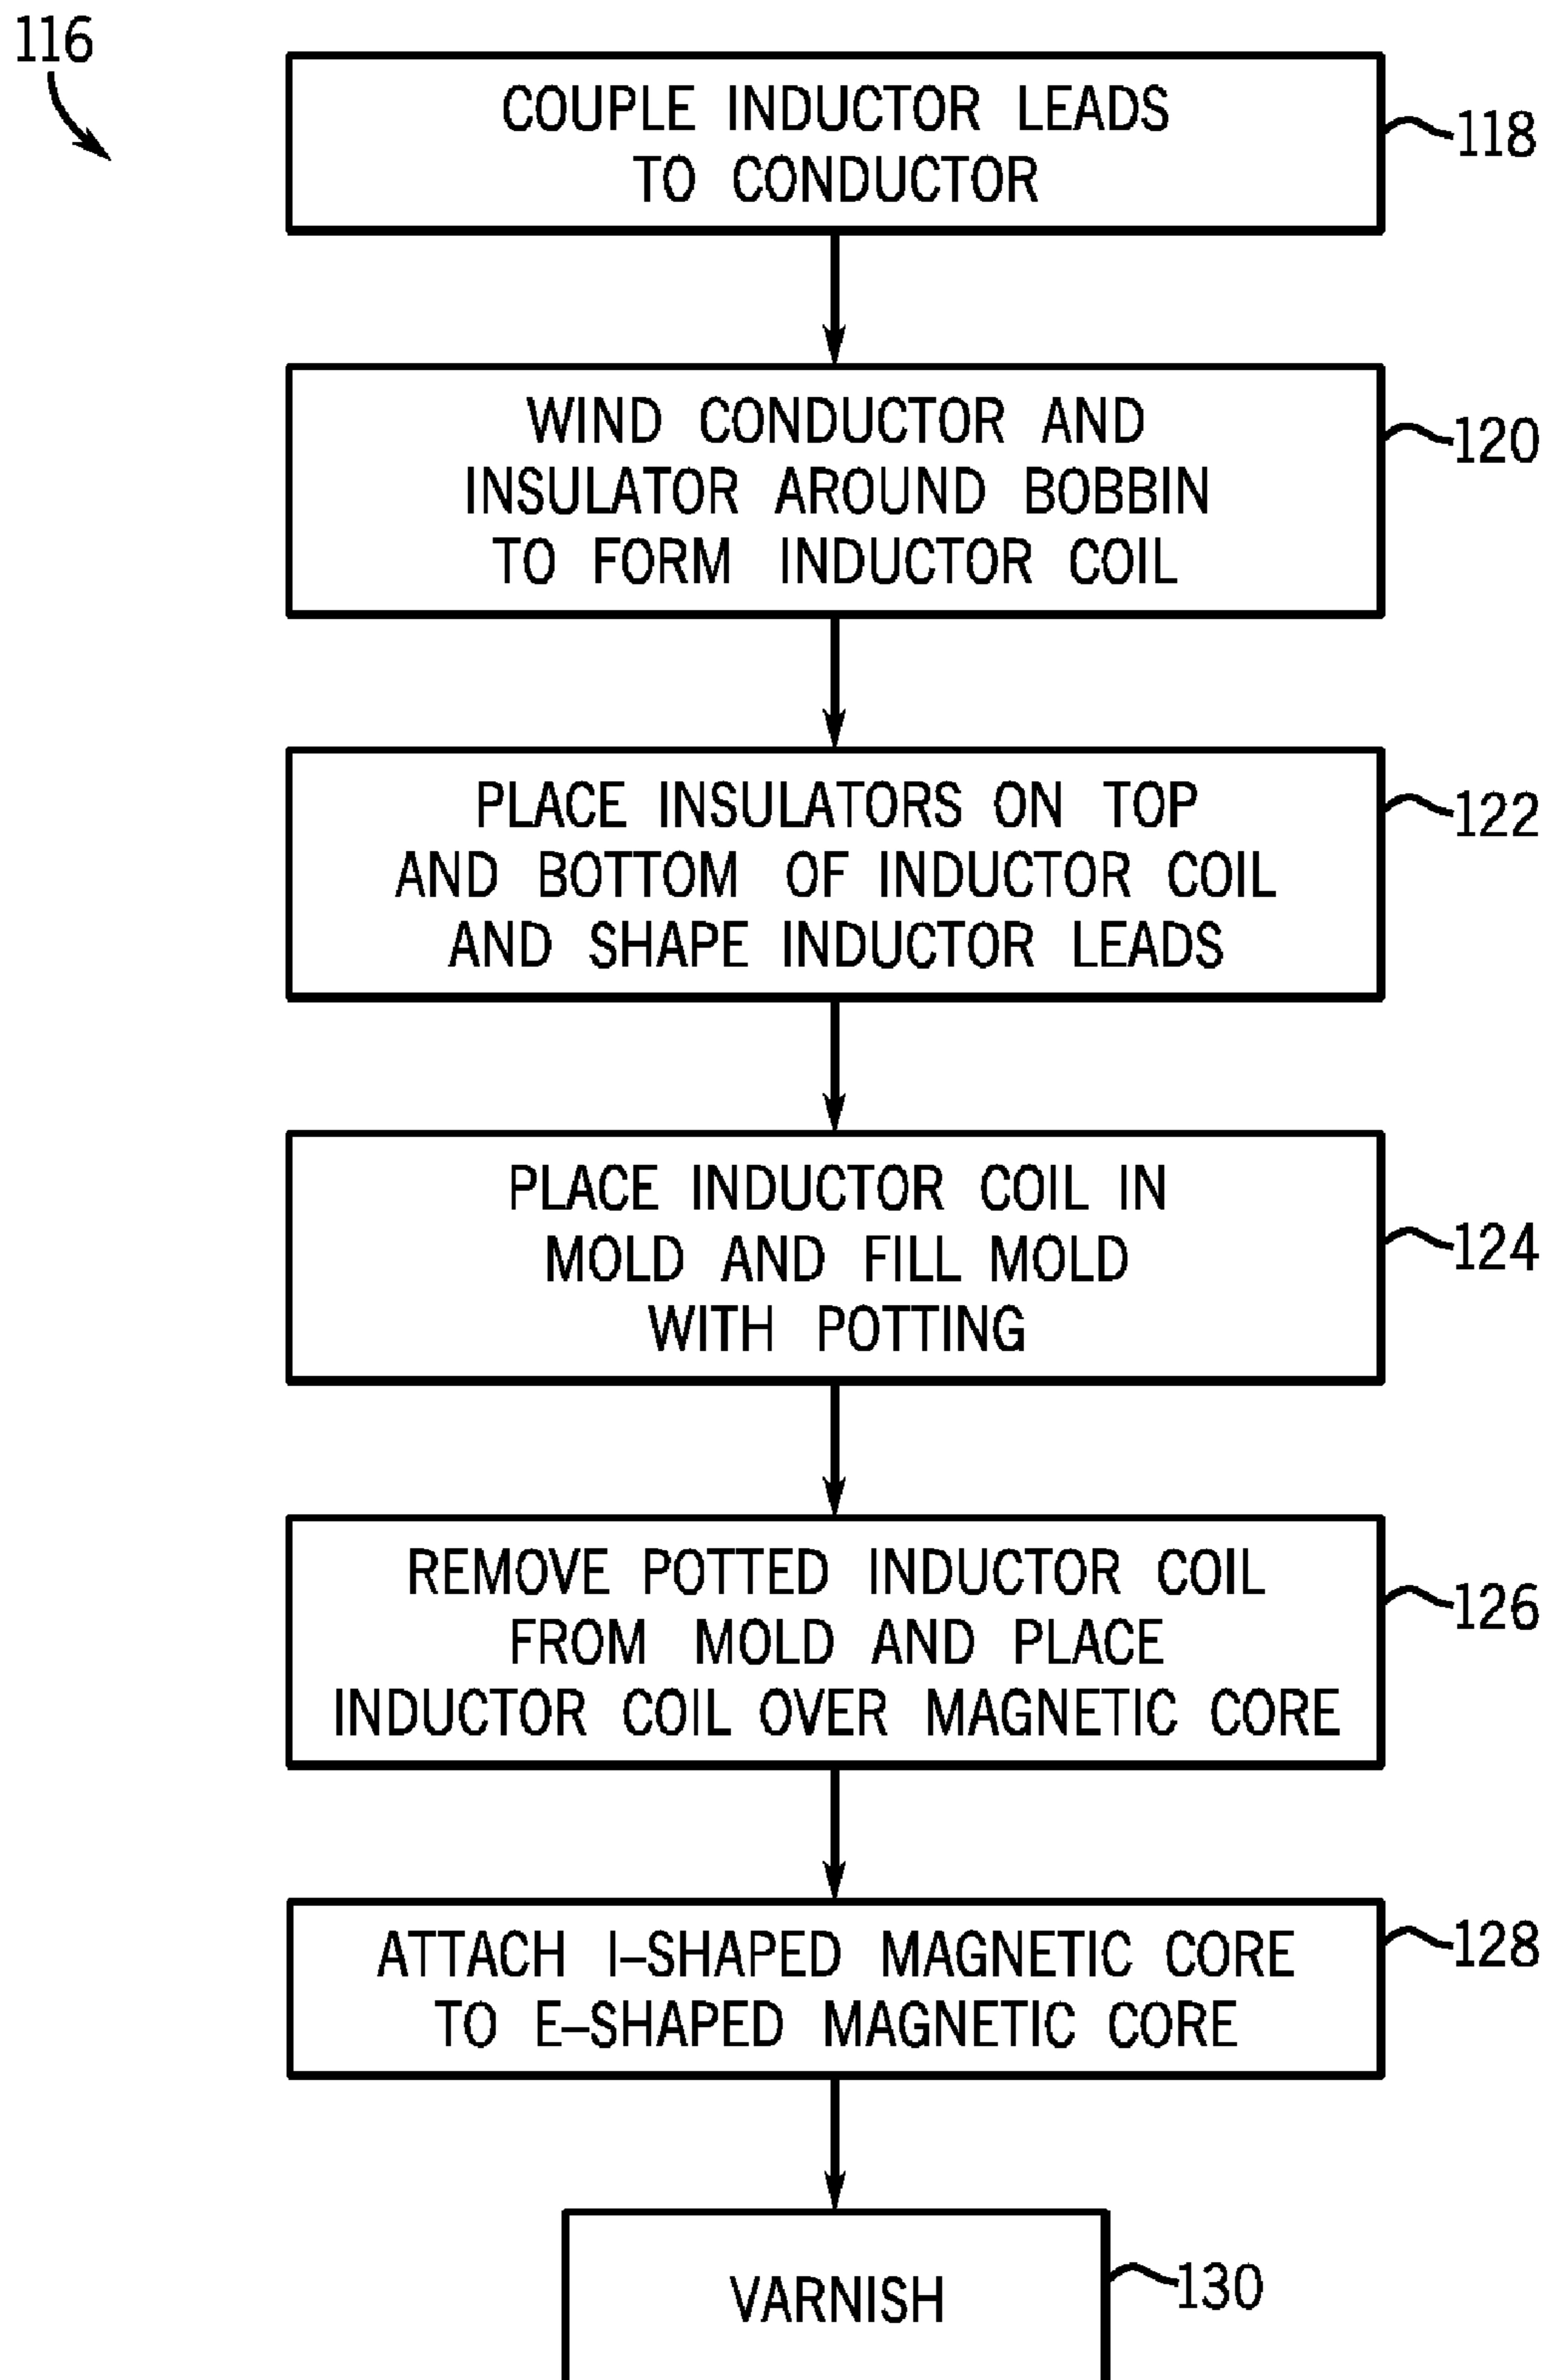 116
COUPLE INDUCTOR LEADS
TO CONDUCTOR
118
WIND CONDUCTOR AND
INSULATOR AROUND BOBBIN
TO FORM INDUCTOR COIL
120
PLACE INSULATORS ON TOP
AND BOTTOM OF INDUCTOR COIL
AND SHAPE INDUCTOR LEADS
122
PLACE INDUCTOR COIL IN
MOLD AND FILL MOLD
WITH POTTING
124
REMOVE POTTED INDUCTOR COIL
FROM MOLD AND PLACE
INDUCTOR COIL OVER MAGNETIC CORE
126
ATTACH I–SHAPED MAGNETIC CORE
TO E–SHAPED MAGNETIC CORE
128
VARNISH
130